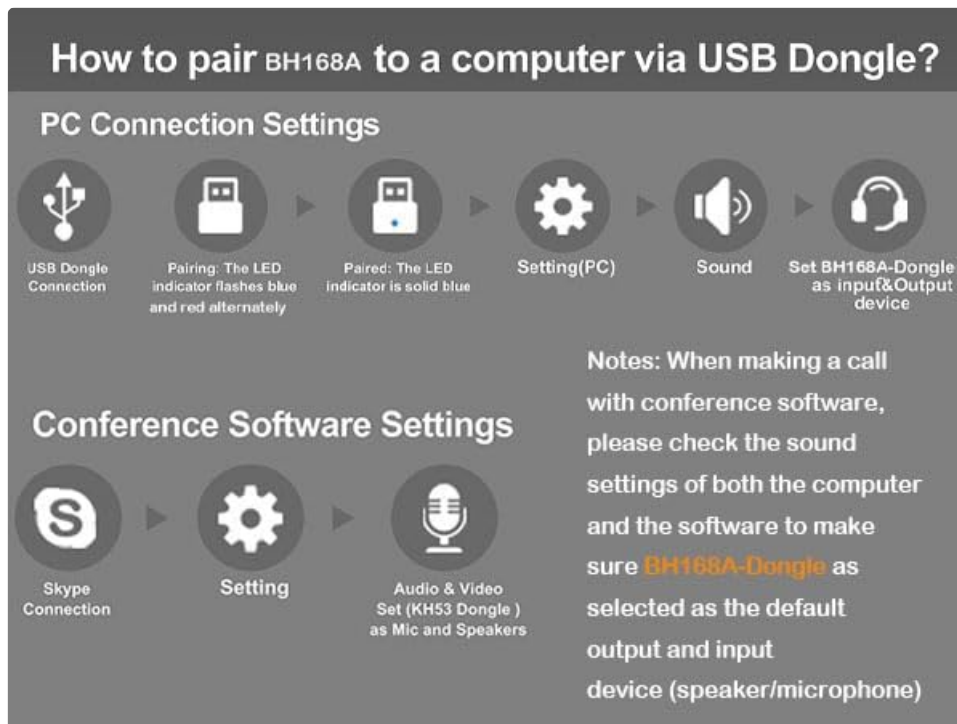 How to pair BH168A to a computer via USB Dongle?
PC Connection Settings
USB Dongle
Connection
Pairing: The LED
indicator flashes blue
and red alternately
Paired: The LED
indicator is solid blue
Setting(PC)
Sound
Set BH168A-Dongle
as input&Output
device
Conference Software Settings
S
Skype
Connection
Setting
Audio & Video
Set (KH53 Dongle )
as Mic and Speakers
Notes: When making a call
with conference software,
please check the sound
settings of both the computer
and the software to make
sure BH168A-Dongle as
selected as the default
output and input
device (speaker/microphone)